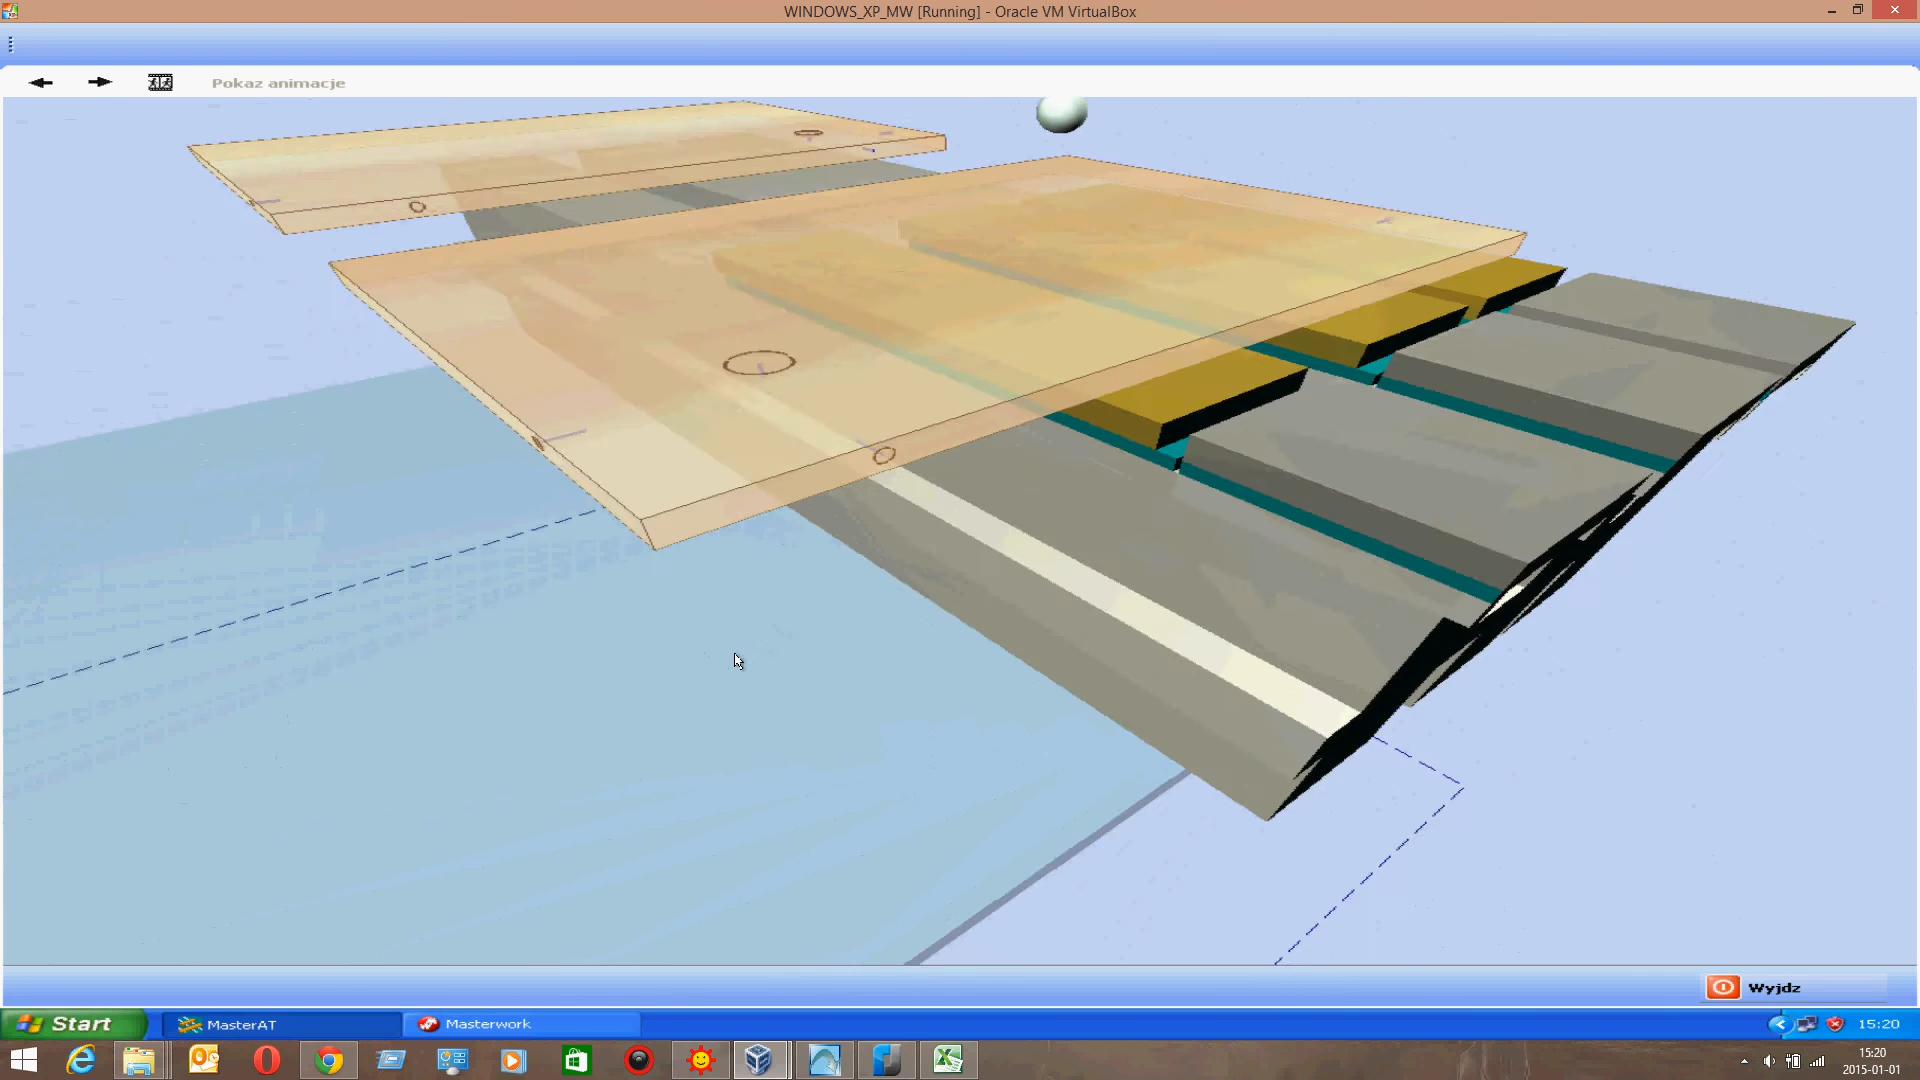 WINDOWS_XP_MW [Running] - Oracle VM VirtualBox
Pokaz animacje
Wyjdz
Start
MasterAT
Masterwork
15:20
15:20
2015-01-01